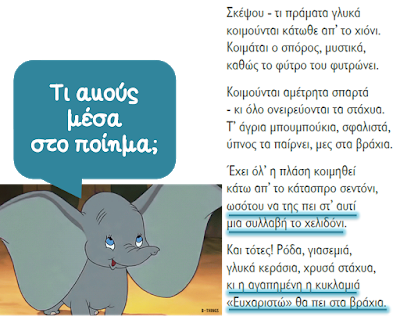 Τι ακούς
μέσα
στο ποίημα;
Σκέψου - τι πράματα γλυκά
κοιμούνται κάτωθε απ' το χιόνι.
Κοιμάται ο σπόρος, μυστικά,
καθώς το φύτρο του φυτρώνει.
Κοιμούνται αμέτρητα σπαρτά
- κι όλο ονειρεύονται τα στάχυα.
Τ' άγρια μπουμπούκια, σφαλιστά,
ύπνος τα παίρνει, μες στα βράχια.
Έχει όλ' η πλάση κοιμηθεί
κάτω απ' το κάτασπρο σεντόνι,
ωσότου να της πει στ' αυτί
μια συλλαβή το χελιδόνι.
Και τότες! Ρόδα, γιασεμιά,
γλυκά κεράσια, χρυσά στάχυα,
κι η αγαπημένη η κυκλαμιά
«Ευχαριστώ» θα πει στα βράχια.